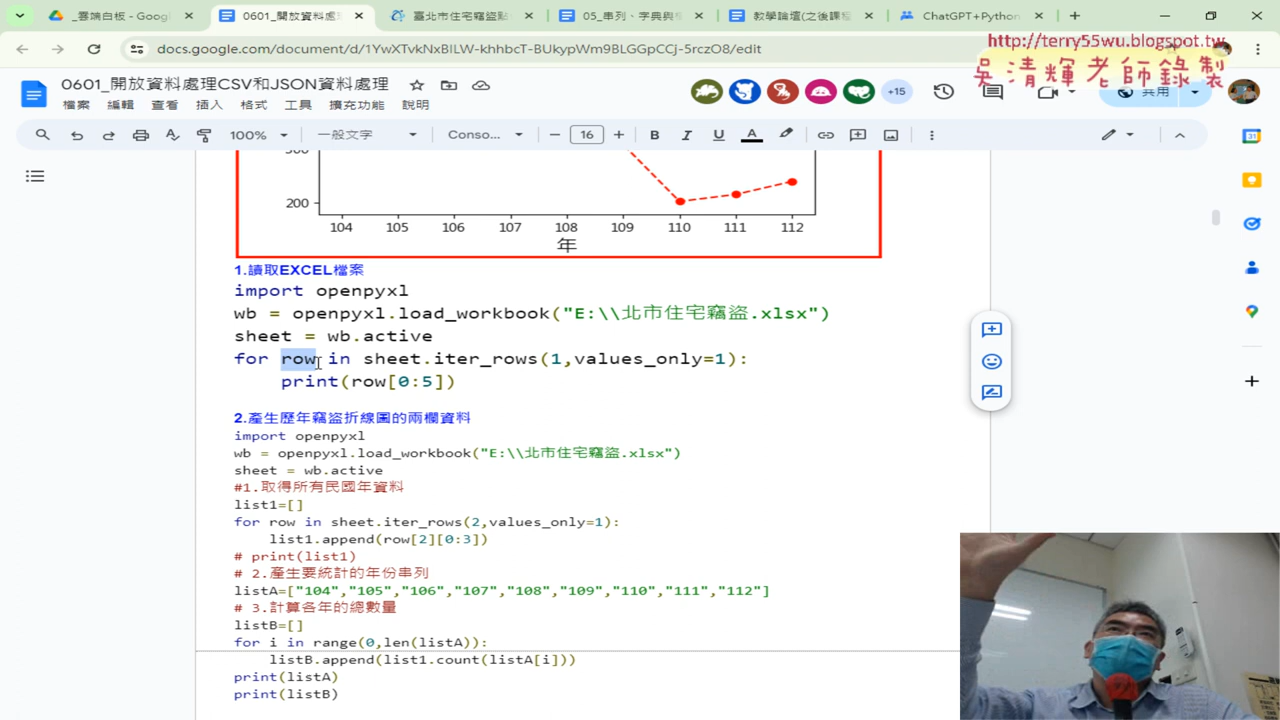 _雲端白板 - Googl
0601_開放資料處
臺北市住宅竊盜點
05_串列、字典與
教學論壇(之後課程
ChatGPT+Python
docs.google.com/document/d/1YwXTvkNxBILW-khhbcT-BUkypWm9BLGGpCCj-5rczO8/edit
http://terry55wu.blogspot.tw
吳清輝老師錄製
0601_開放資料處理CSV和JSON資料處理
+15
共用
檔案 編輯 查看 插入 格式 工具 擴充功能 說明
100% 一般文字 Conso... 16 B I U A
300
200
104 105 106 107 108 109 110 111 112
年
1.讀取EXCEL檔案
import openpyxl
wb = openpyxl.load_workbook("E:\\北市住宅竊盜.xlsx")
sheet = wb.active
for row in sheet.iter_rows(1,values_only=1):
print(row[0:5])
2.產生歷年竊盜折線圖的兩欄資料
import openpyxl
wb = openpyxl.load_workbook("E:\\北市住宅竊盜.xlsx")
sheet = wb.active
#1.取得所有民國年資料
list1=[]
for row in sheet.iter_rows(2,values_only=1):
list1.append(row[2][0:3])
# print(list1)
# 2.產生要統計的年份串列
listA=["104","105","106","107","108","109","110","111","112"]
# 3.計算各年的總數量
listB=[]
for i in range(0,len(listA)):
listB.append(list1.count(listA[i]))
print(listA)
print(listB)
31